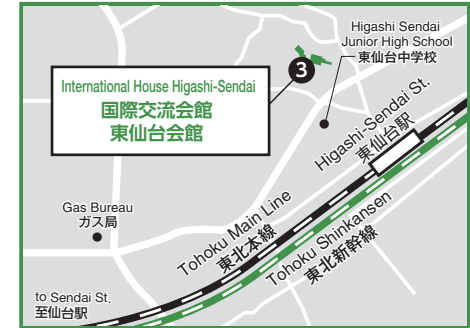 Higashi Sendai
Junior High School
東仙台中学校
3
International House Higashi-Sendai
国際交流会館
東仙台会館
Higashi-Sendai St.
東仙台駅
Gas Bureau
ガス局
Tohoku Main Line
東北本線
Tohoku Shinkansen
東北新幹線
to Sendai St.
至仙台駅